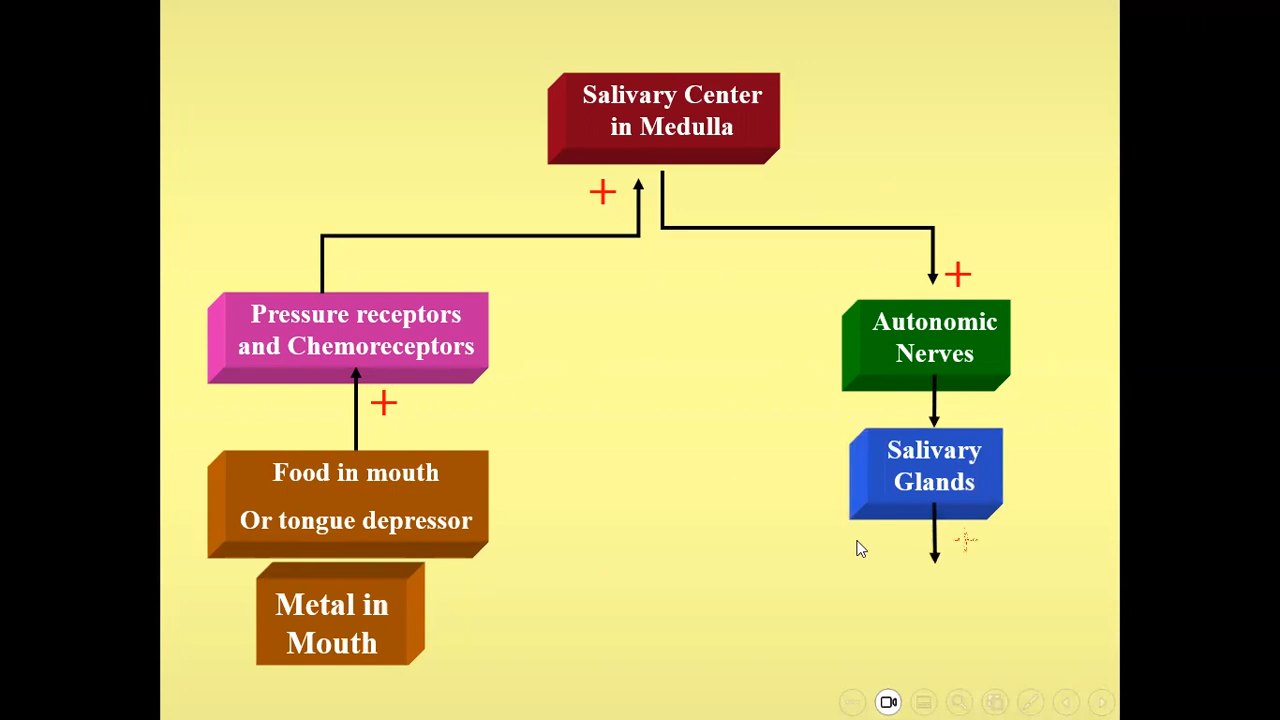 Salivary Center
in Medulla
+
+
Pressure receptors
and Chemoreceptors
Autonomic
Nerves
+
Food in mouth
Or tongue depressor
Salivary
Glands
+
Metal in
Mouth